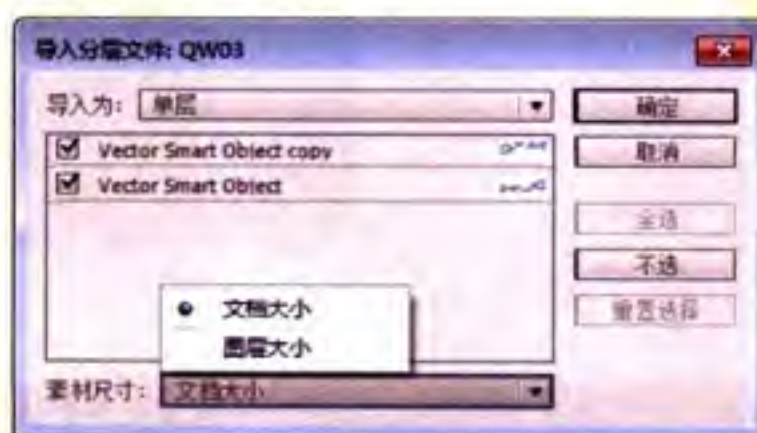 导入分层文件: QW03
导入为: 单层
确定
Vector Smart Object copy
取消
Vector Smart Object
全选
不选
重置选择
文档大小
图层大小
素材尺寸: 文档大小